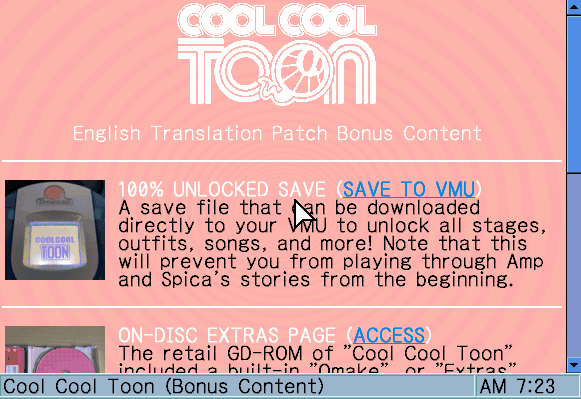 COOL COOL
TOON
English Translation Patch Bonus Content
100% UNLOCKED SAVE (SAVE TO VMU)
A save file that can be downloaded
directly to your VMU to unlock all stages,
outfits, songs, and more! Note that this
will prevent you from playing through Amp
and Spica's stories from the beginning.
COOL COOL
TOON
ON-DISC EXTRAS PAGE (ACCESS)
The retail GD-ROM of "Cool Cool Toon"
included a built-in "Omake", or "Extras"
Cool Cool Toon (Bonus Content)
AM 7:23